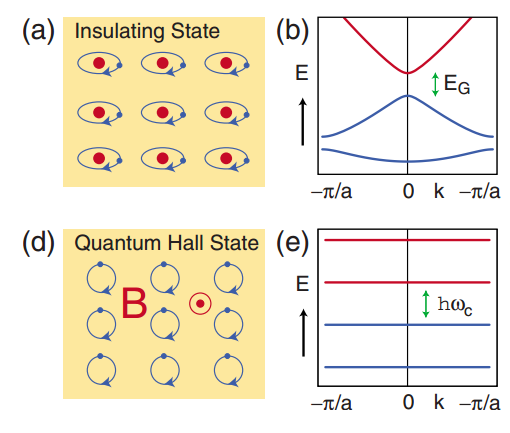 (a) Insulating State
(b)
E
E_G
−π/a 0 k −π/a
(d) Quantum Hall State
B
(e)
E
hω_c
−π/a 0 k −π/a